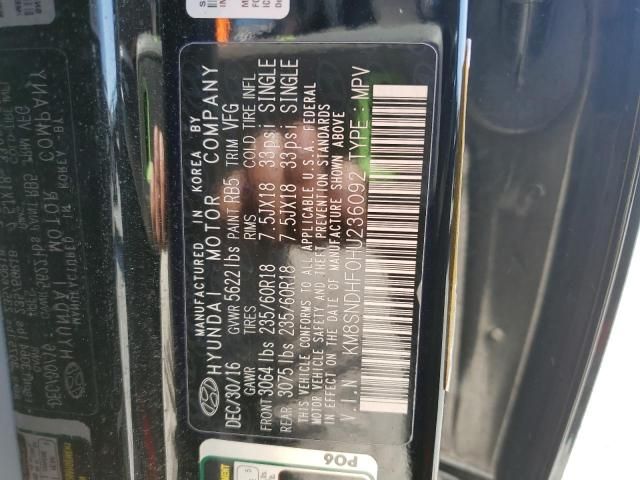 MANUFACTURED IN KOREA BY
HYUNDAI MOTOR COMPANY
DEC/30/16 GVWR 5622 lbs PAINT RB5 TRIM VFG
GAWR TIRES RIMS COLD TIRE INFL
FRONT 3064 lbs 235/60R18 7.5JX18 33psi SINGLE
REAR 3075 lbs 235/60R18 7.5JX18 33psi SINGLE
THIS VEHICLE CONFORMS TO ALL APPLICABLE U.S.A. FEDERAL
MOTOR VEHICLE SAFETY AND THEFT PREVENTION STANDARDS
IN EFFECT ON THE DATE OF MANUFACTURE SHOWN ABOVE
V.I.N : KM8SNDHF0HU236092 TYPE : MPV
P06